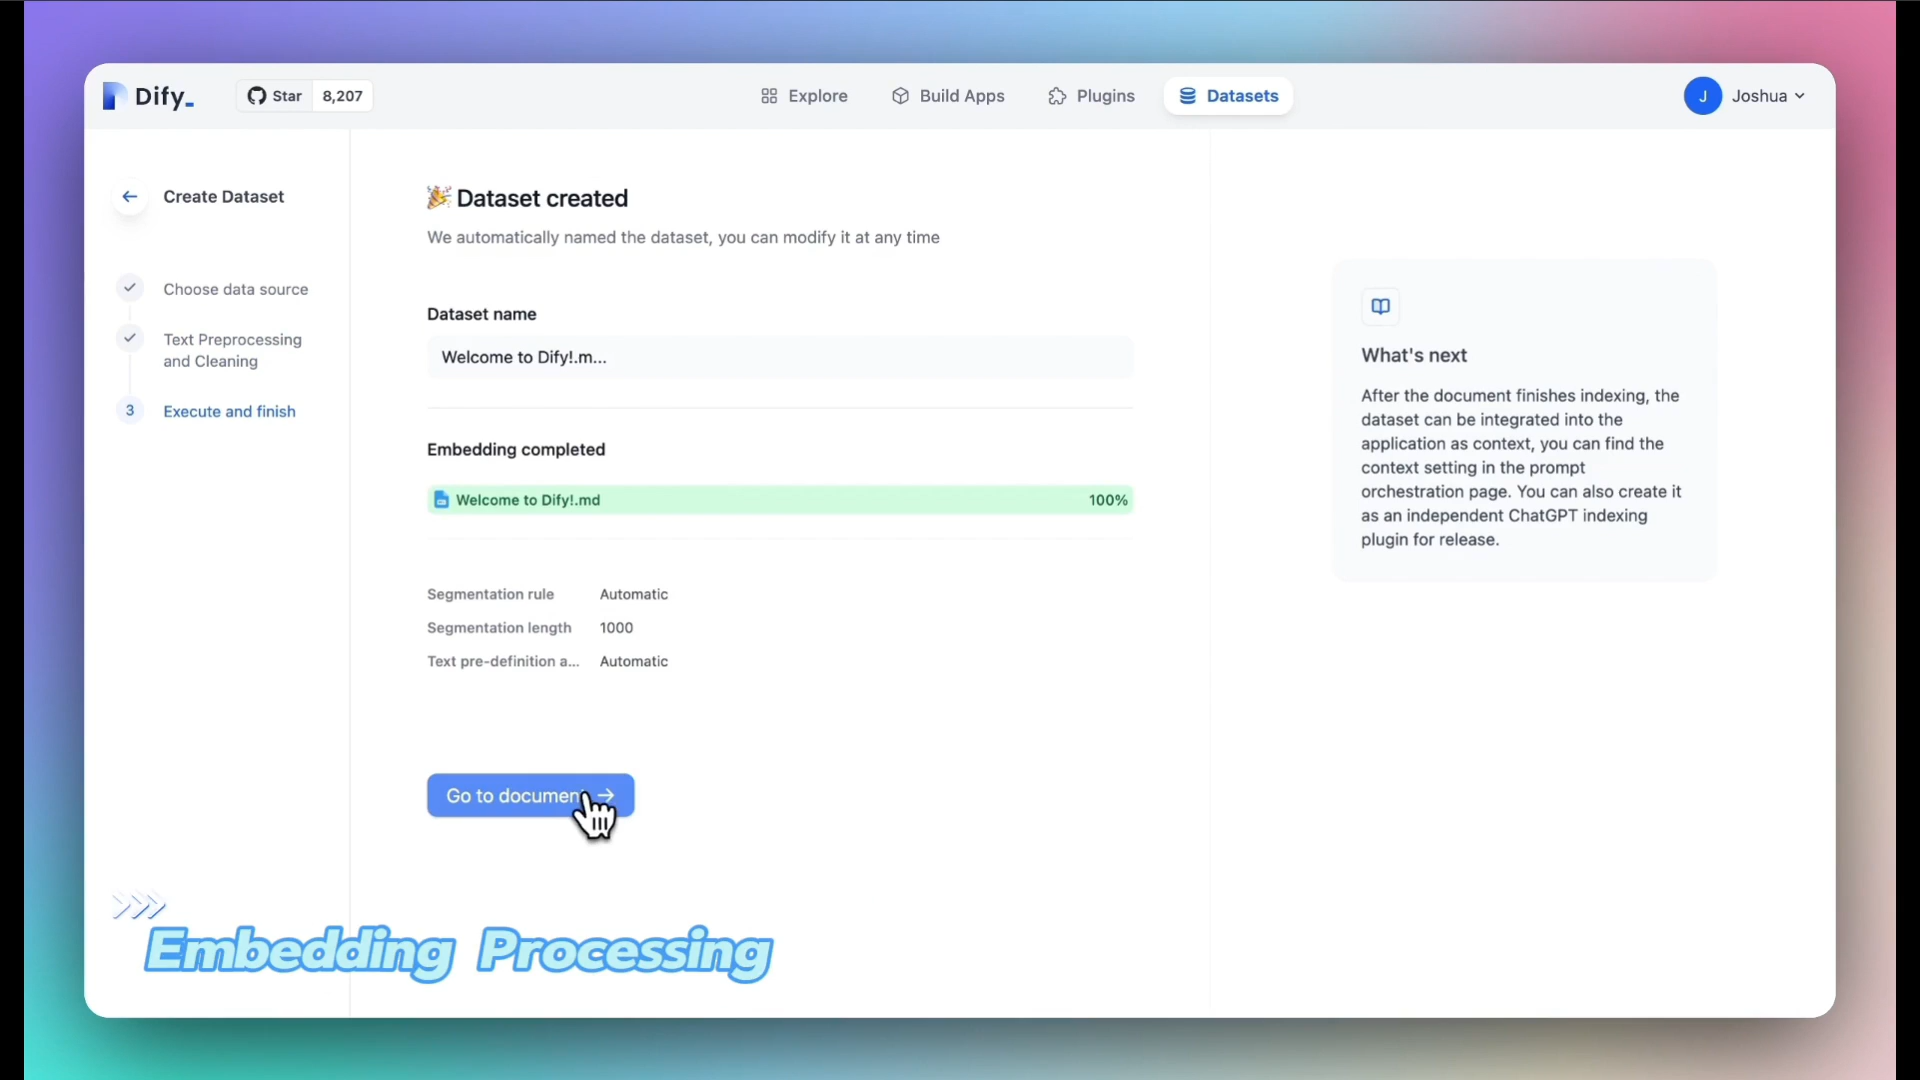 Dify_
Star 8,207
Explore
Build Apps
Plugins
Datasets
J Joshua
Create Dataset
Choose data source
Text Preprocessing
and Cleaning
3 Execute and finish
Dataset created
We automatically named the dataset, you can modify it at any time
Dataset name
Welcome to Dify!.m...
Embedding completed
Welcome to Dify!.md 100%
Segmentation rule Automatic
Segmentation length 1000
Text pre-definition a... Automatic
Go to document
What's next
After the document finishes indexing, the
dataset can be integrated into the
application as context, you can find the
context setting in the prompt
orchestration page. You can also create it
as an independent ChatGPT indexing
plugin for release.
Embedding Processing